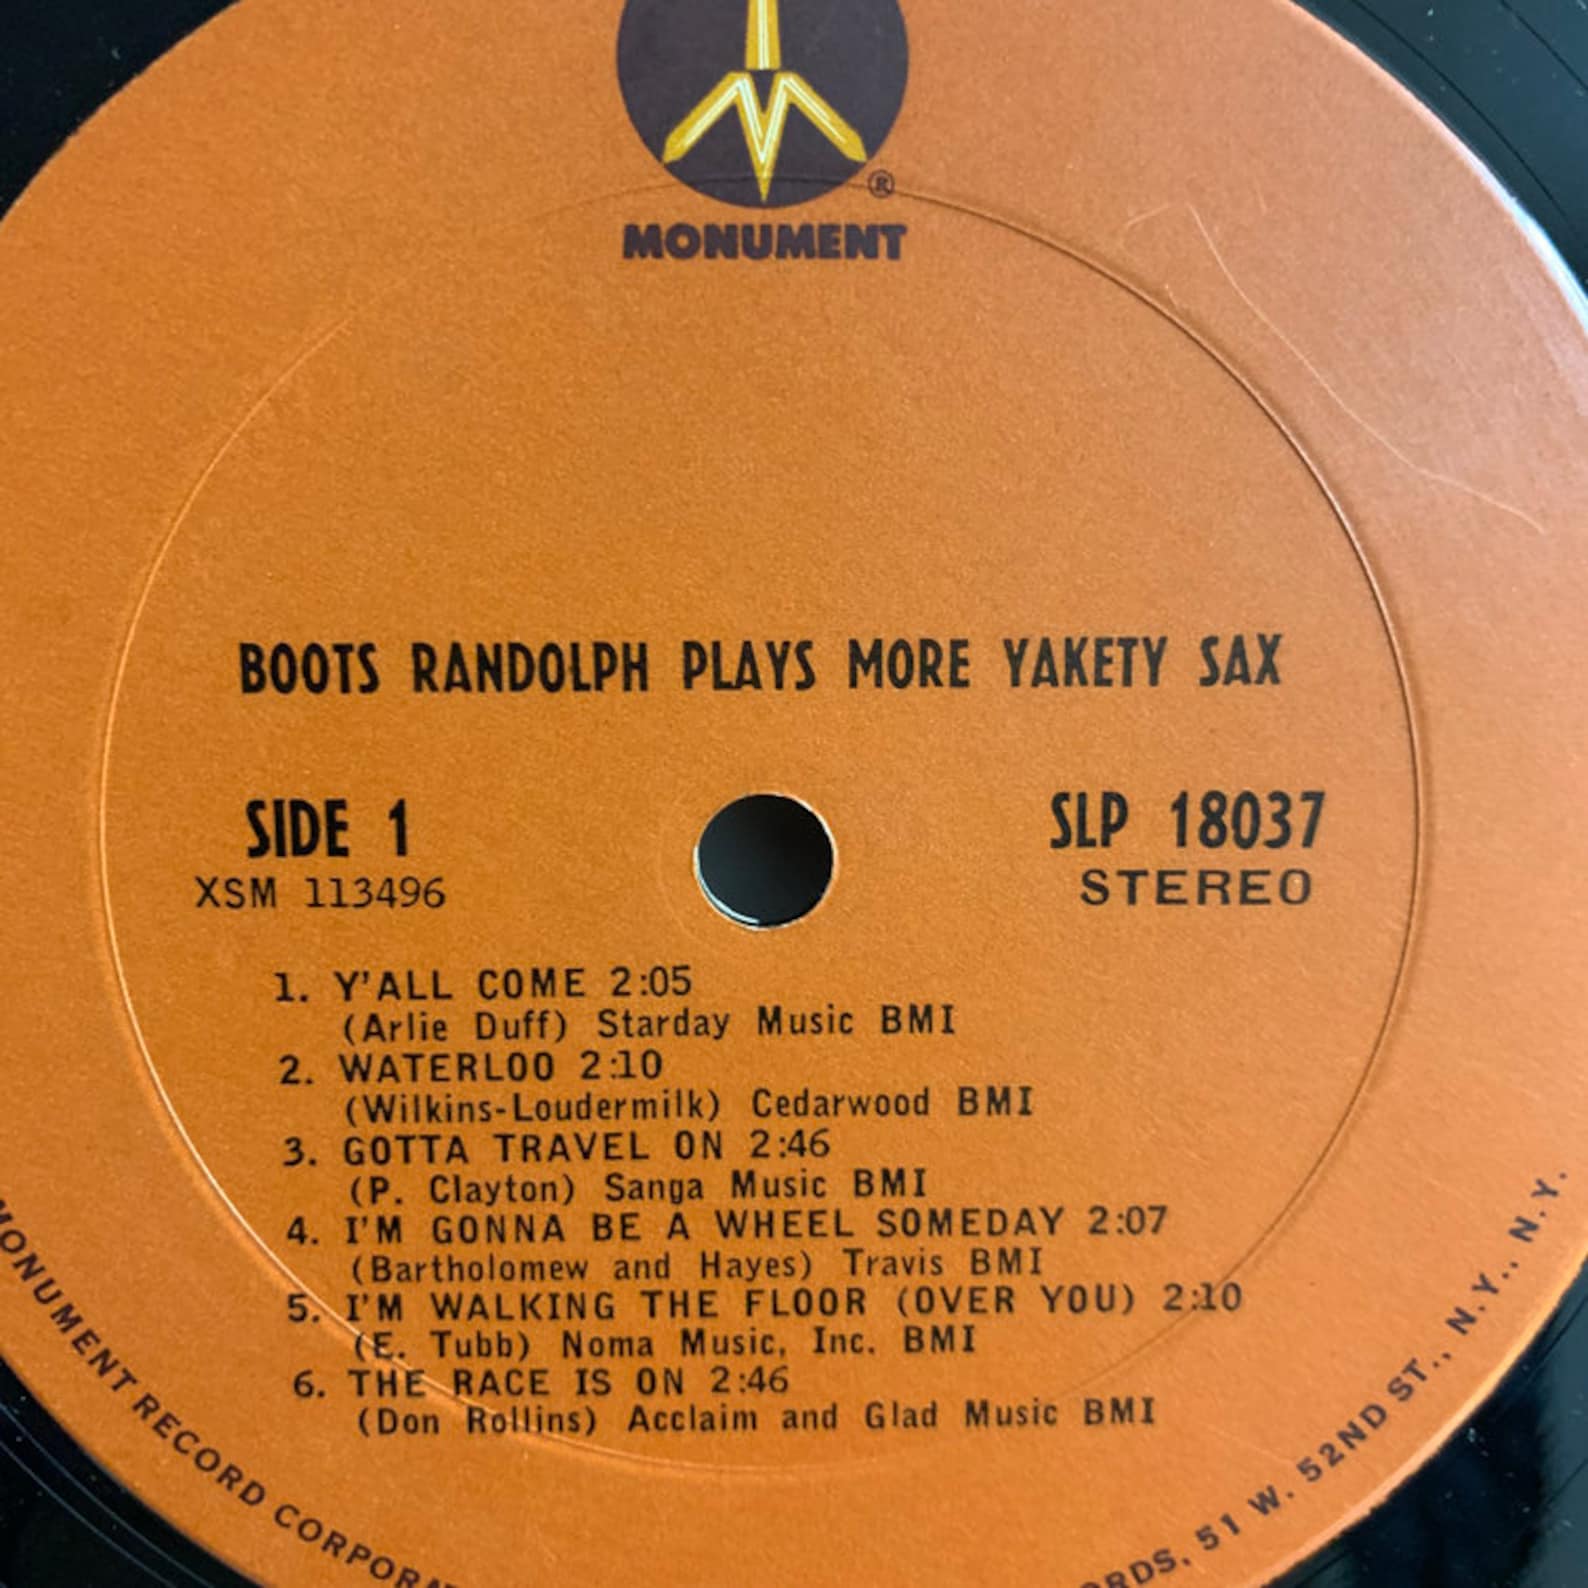 ®
MONUMENT
BOOTS RANDOLPH PLAYS MORE YAKETY SAX
SIDE 1
XSM 113496
SLP 18037
STEREO
1. Y'ALL COME 2:05
(Arlie Duff) Starday Music BMI
2. WATERLOO 2:10
(Wilkins-Loudermilk) Cedarwood BMI
3. GOTTA TRAVEL ON 2:46
(P. Clayton) Sanga Music BMI
4. I'M GONNA BE A WHEEL SOMEDAY 2:07
(Bartholomew and Hayes) Travis BMI
5. I'M WALKING THE FLOOR (OVER YOU) 2:10
(E. Tubb) Noma Music, Inc. BMI
6. THE RACE IS ON 2:46
(Don Rollins) Acclaim and Glad Music BMI
MONUMENT RECORD 51 W. 52ND ST., N.Y., N.Y.